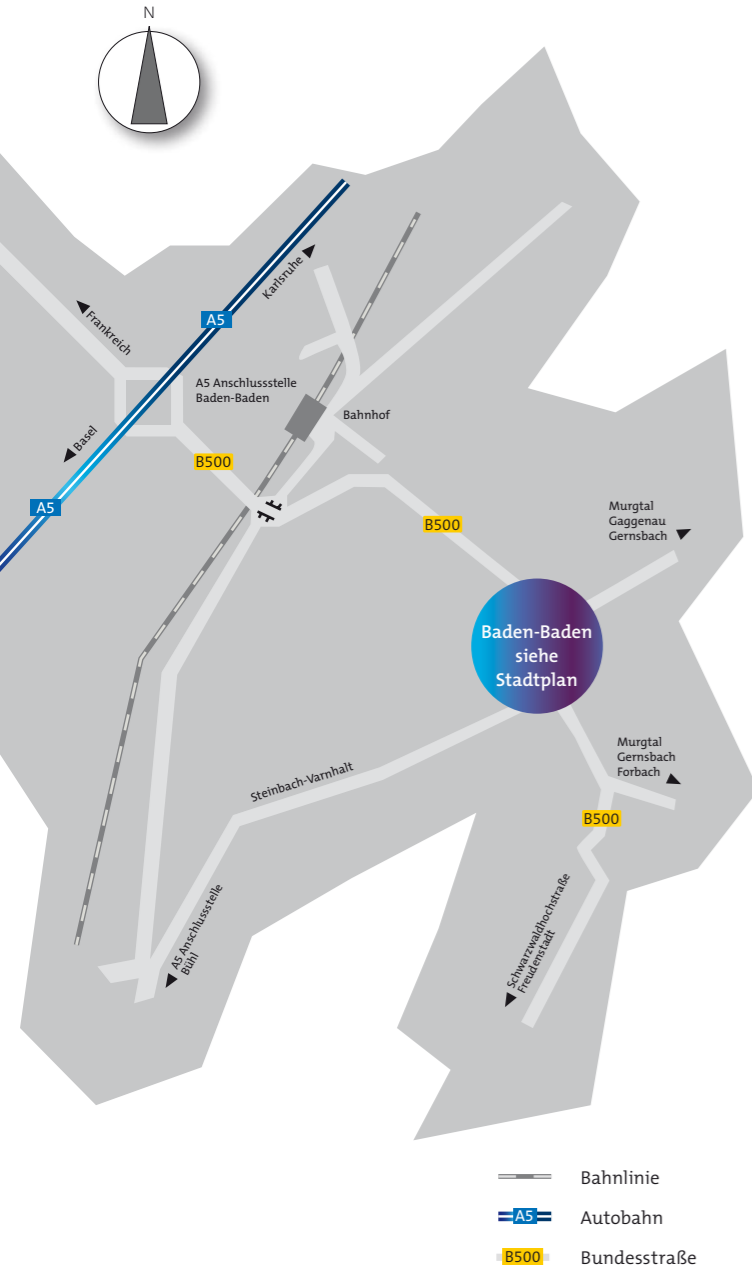 N
Karlsruhe
A5
Frankreich
A5 Anschlussstelle
Baden-Baden
Bahnhof
Basel
B500
A5
B500
Murgtal
Gaggenau
Gernsbach
Baden-Baden
siehe
Stadtplan
Murgtal
Gernsbach
Forbach
Steinbach-Varnhalt
B500
A5 Anschlussstelle
Bühl
Schwarzwaldhochstraße
Freudenstadt
Bahnlinie
A5 Autobahn
B500 Bundesstraße